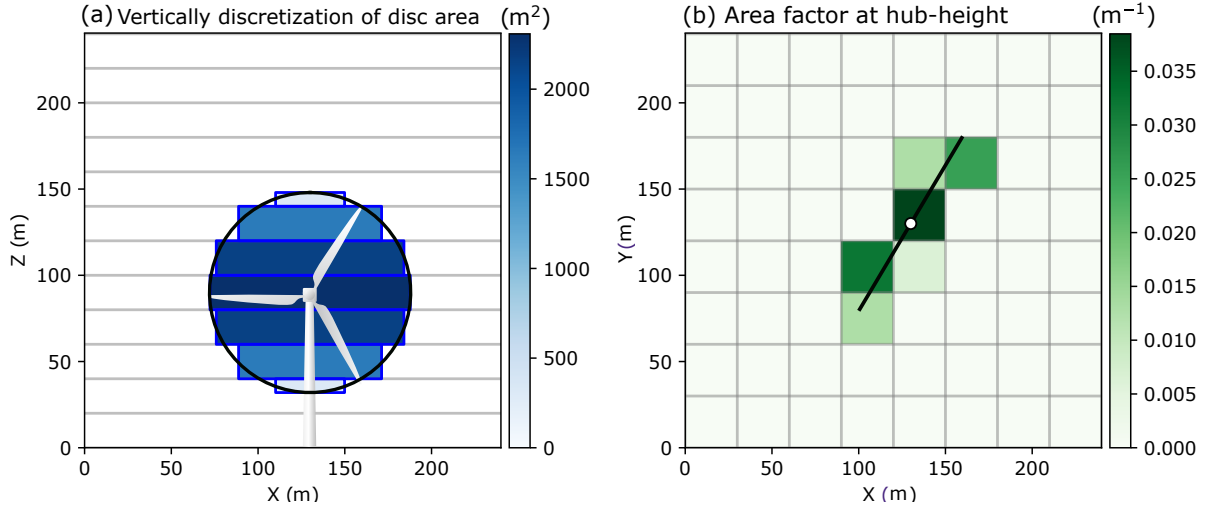 (a) Vertically discretization of disc area
(m²)
Z (m)
200
150
100
50
0
0 50 100 150 200
X (m)
2000
1500
1000
500
0
(b) Area factor at hub-height
(m⁻¹)
Y(m)
200
150
100
50
0
0 50 100 150 200
X (m)
0.035
0.030
0.025
0.020
0.015
0.010
0.005
0.000